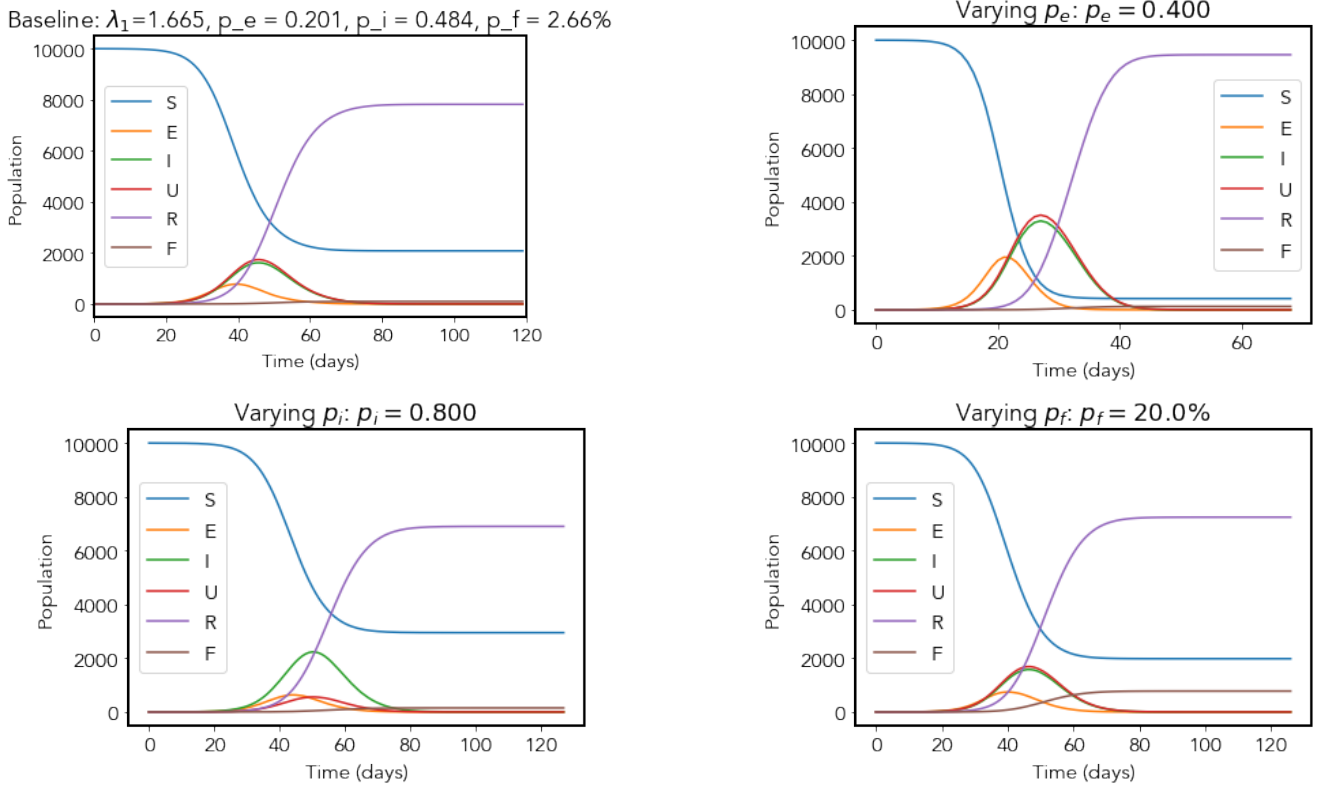 Baseline: λ₁=1.665, p_e = 0.201, p_i = 0.484, p_f = 2.66%
10000
8000
6000
4000
2000
0
Population
S
E
I
U
R
F
0 20 40 60 80 100 120
Time (days)
Varying pₑ: pₑ = 0.400
10000
8000
6000
4000
2000
0
Population
S
E
I
U
R
F
0 20 40 60
Time (days)
Varying pᵢ: pᵢ = 0.800
10000
8000
6000
4000
2000
0
Population
S
E
I
U
R
F
0 20 40 60 80 100 120
Time (days)
Varying p_f: p_f = 20.0%
10000
8000
6000
4000
2000
0
Population
S
E
I
U
R
F
0 20 40 60 80 100 120
Time (days)